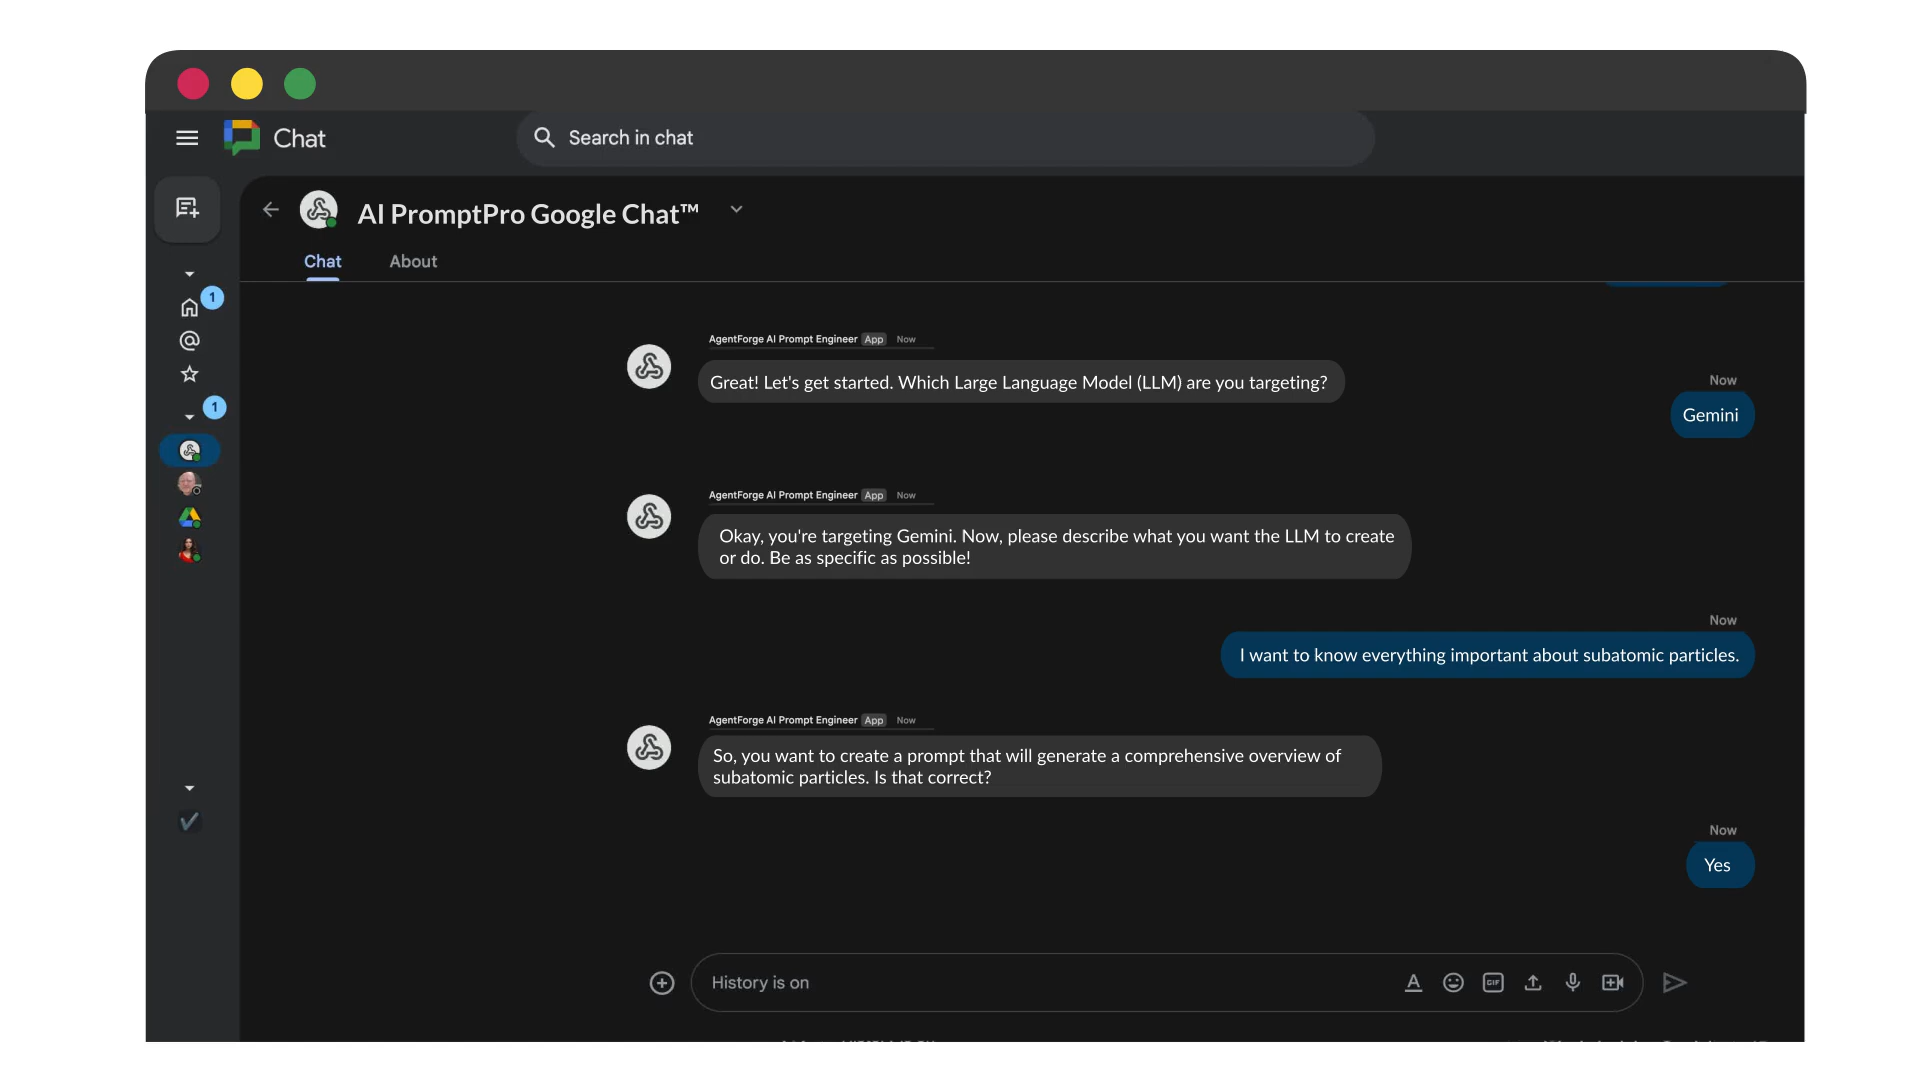 Chat
Search in chat
AI PromptPro Google Chat™
Chat
About
1
1
AgentForge AI Prompt Engineer App Now
Great! Let's get started. Which Large Language Model (LLM) are you targeting?
Now
Gemini
AgentForge AI Prompt Engineer App Now
Okay, you're targeting Gemini. Now, please describe what you want the LLM to create
or do. Be as specific as possible!
Now
I want to know everything important about subatomic particles.
AgentForge AI Prompt Engineer App Now
So, you want to create a prompt that will generate a comprehensive overview of
subatomic particles. Is that correct?
Now
Yes
History is on
GIF